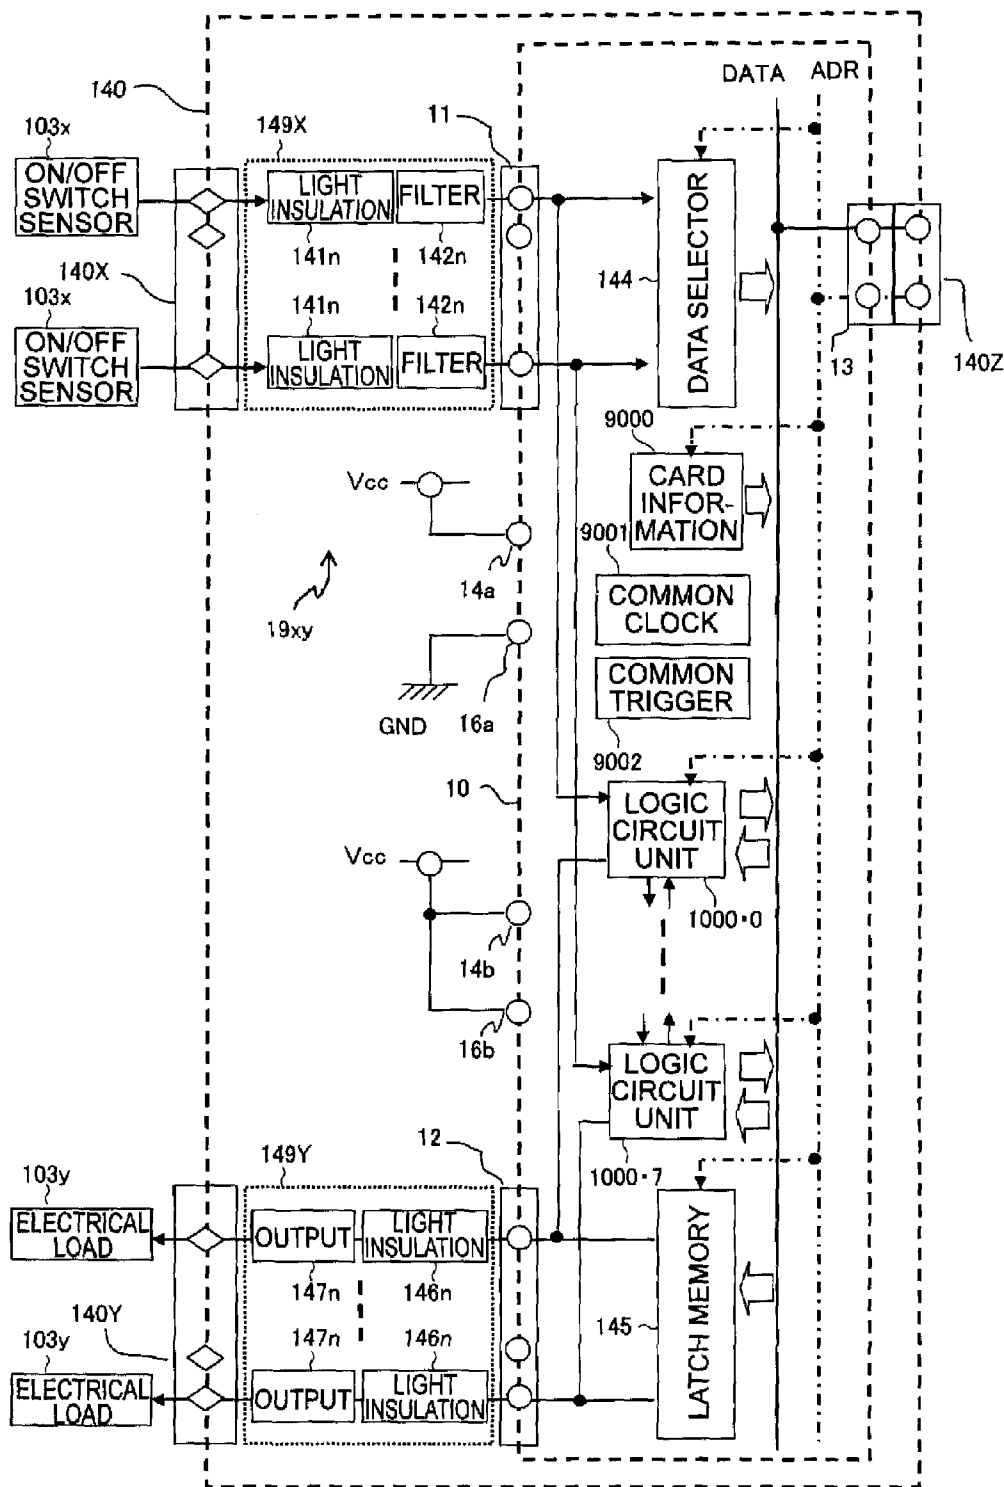 DATA ADR
140
103x
149X
11
ON/OFF
SWITCH
SENSOR
LIGHT
INSULATION
FILTER
141n
142n
DATA SELECTOR
144
140X
103x
ON/OFF
SWITCH
SENSOR
141n
142n
LIGHT
INSULATION
FILTER
13
140Z
9000
CARD
INFOR-
MATION
Vcc
14a
9001
COMMON
CLOCK
19xy
COMMON
TRIGGER
GND
16a
9002
10
LOGIC
CIRCUIT
UNIT
Vcc
1000・0
14b
16b
LOGIC
CIRCUIT
UNIT
12
1000・7
149Y
103y
ELECTRICAL
LOAD
OUTPUT
LIGHT
INSULATION
147n
146n
LATCH MEMORY
145
140Y
103y
147n
146n
ELECTRICAL
LOAD
OUTPUT
LIGHT
INSULATION